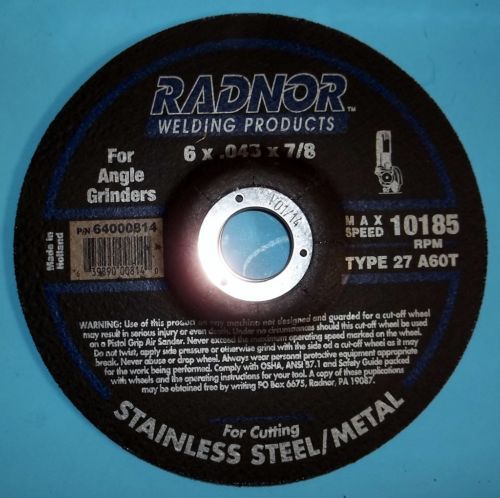 RADNOR™
WELDING PRODUCTS
6 x .045 x 7/8
For
Angle
Grinders
P/N 64000814
Made in
Holland
V01/14
MAX
SPEED 10185
RPM
TYPE 27 A60T
WARNING: Use of this product on any machine not designed and guarded for a cut-off wheel
may result in serious injury or even death. Under no circumstances should this cut-off wheel be used
on a Pistol Grip Air Sander. Never exceed the maximum operating speed marked on the wheel.
Do not twist, apply side pressure or otherwise grind with the side od a cut-off wheel as it may
break. Never abuse or drop wheel. Always wear personal protective equipment appropriate
for the work being performed. Comply with OSHA, ANSI B7.1 and Safety Guide packed
with wheels and the operating instructions for your tool. A copy of these puplications
may be obtained free by writing PO Box 6675, Radnor, PA 19087.
For Cutting
STAINLESS STEEL/METAL